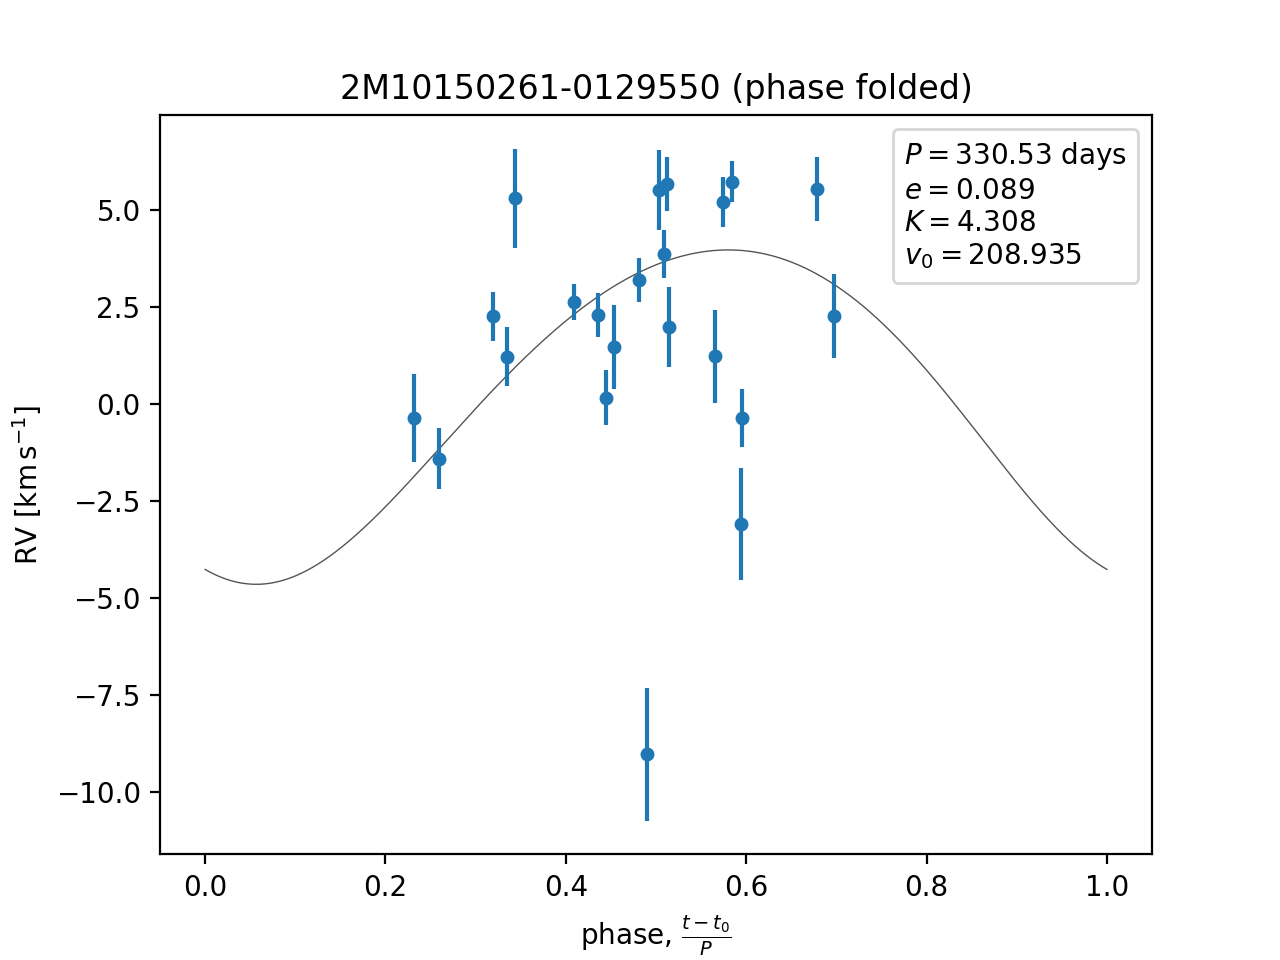 2M10150261-0129550 (phase folded)
P = 330.53 days
e = 0.089
K = 4.308
v₀ = 208.935
RV [km s⁻¹]
5.0
2.5
0.0
−2.5
−5.0
−7.5
−10.0
0.0 0.2 0.4 0.6 0.8 1.0
phase, (t − t₀)/P